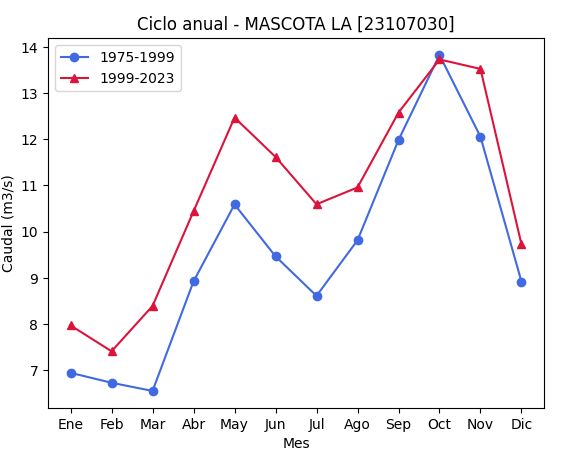 Ciclo anual - MASCOTA LA [23107030]
1975-1999
1999-2023
Caudal (m3/s)
14
13
12
11
10
9
8
7
Ene Feb Mar Abr May Jun Jul Ago Sep Oct Nov Dic
Mes